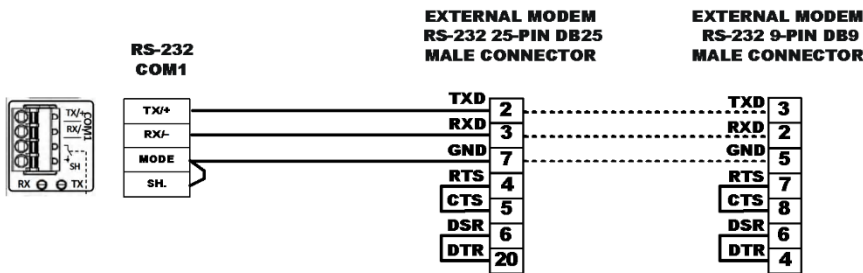 EXTERNAL MODEM
RS-232 25-PIN DB25
MALE CONNECTOR
EXTERNAL MODEM
RS-232 9-PIN DB9
MALE CONNECTOR
RS-232
COM1
TX/+
RX/-
COM1
SH
RX
TX
TX/+
RX/–
MODE
SH.
TXD 2
RXD 3
GND 7
RTS 4
CTS 5
DSR 6
DTR 20
TXD 3
RXD 2
GND 5
RTS 7
CTS 8
DSR 6
DTR 4